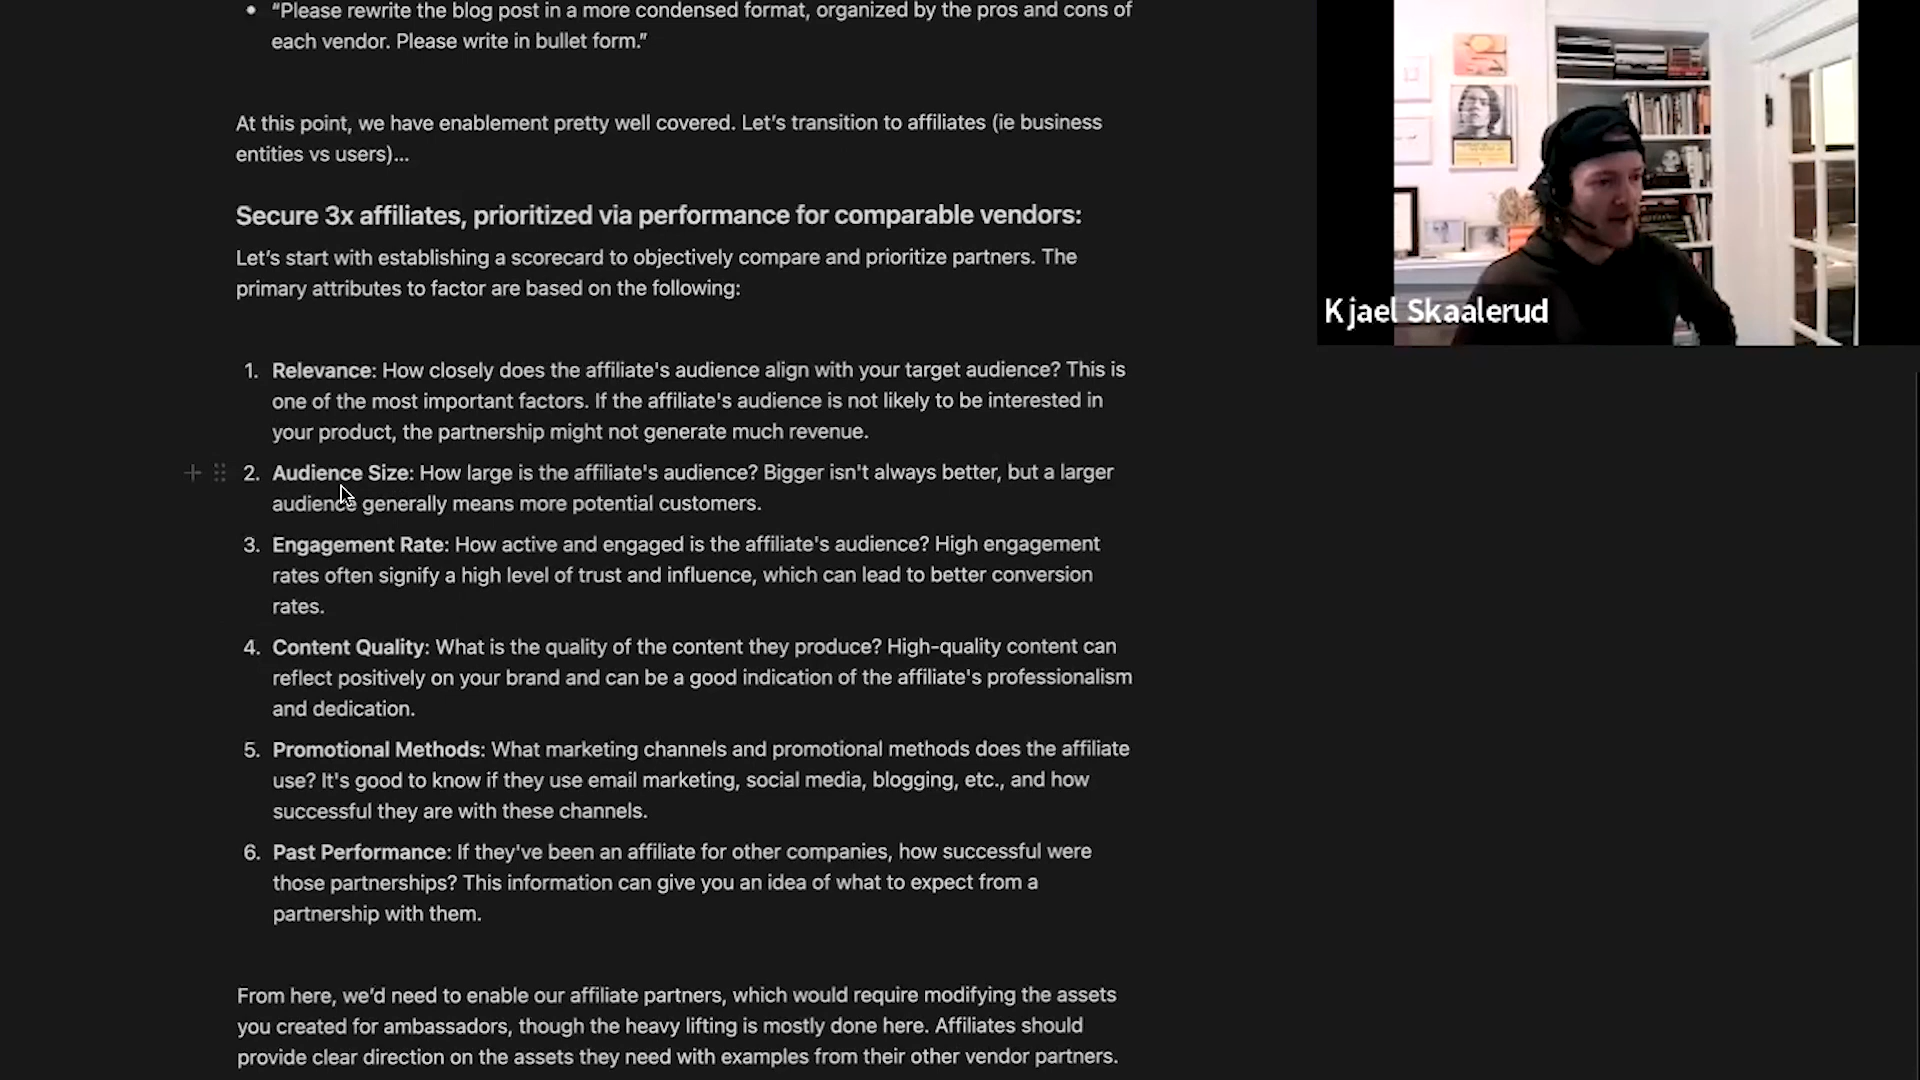 “Please rewrite the blog post in a more condensed format, organized by the pros and cons of
each vendor. Please write in bullet form.”
At this point, we have enablement pretty well covered. Let’s transition to affiliates (ie business
entities vs users)…
Secure 3x affiliates, prioritized via performance for comparable vendors:
Let’s start with establishing a scorecard to objectively compare and prioritize partners. The
primary attributes to factor are based on the following:
1. Relevance: How closely does the affiliate's audience align with your target audience? This is
one of the most important factors. If the affiliate's audience is not likely to be interested in
your product, the partnership might not generate much revenue.
2. Audience Size: How large is the affiliate's audience? Bigger isn't always better, but a larger
audience generally means more potential customers.
3. Engagement Rate: How active and engaged is the affiliate's audience? High engagement
rates often signify a high level of trust and influence, which can lead to better conversion
rates.
4. Content Quality: What is the quality of the content they produce? High-quality content can
reflect positively on your brand and can be a good indication of the affiliate's professionalism
and dedication.
5. Promotional Methods: What marketing channels and promotional methods does the affiliate
use? It's good to know if they use email marketing, social media, blogging, etc., and how
successful they are with these channels.
6. Past Performance: If they've been an affiliate for other companies, how successful were
those partnerships? This information can give you an idea of what to expect from a
partnership with them.
From here, we’d need to enable our affiliate partners, which would require modifying the assets
you created for ambassadors, though the heavy lifting is mostly done here. Affiliates should
provide clear direction on the assets they need with examples from their other vendor partners.
Kjael Skaalerud